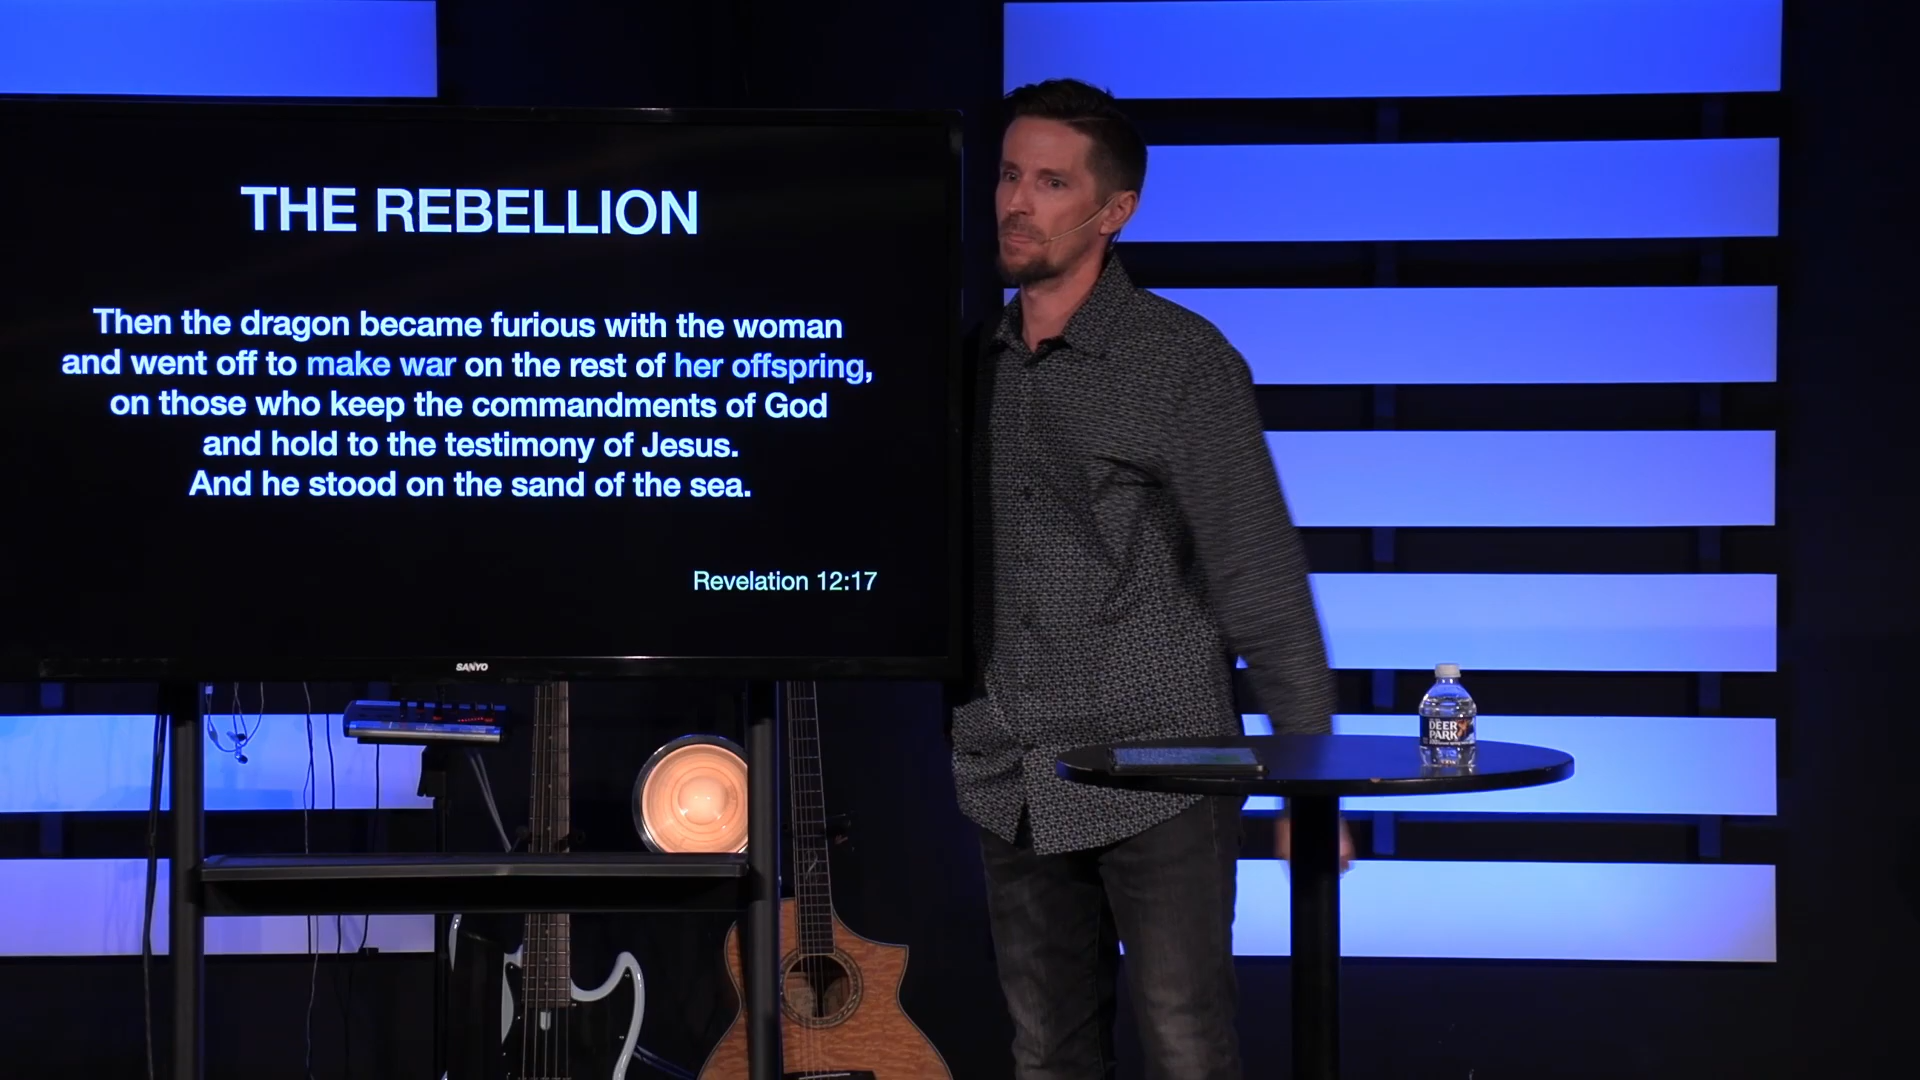 THE REBELLION
Then the dragon became furious with the woman
and went off to make war on the rest of her offspring,
on those who keep the commandments of God
and hold to the testimony of Jesus.
And he stood on the sand of the sea.
Revelation 12:17
SANYO
DEER
PARK